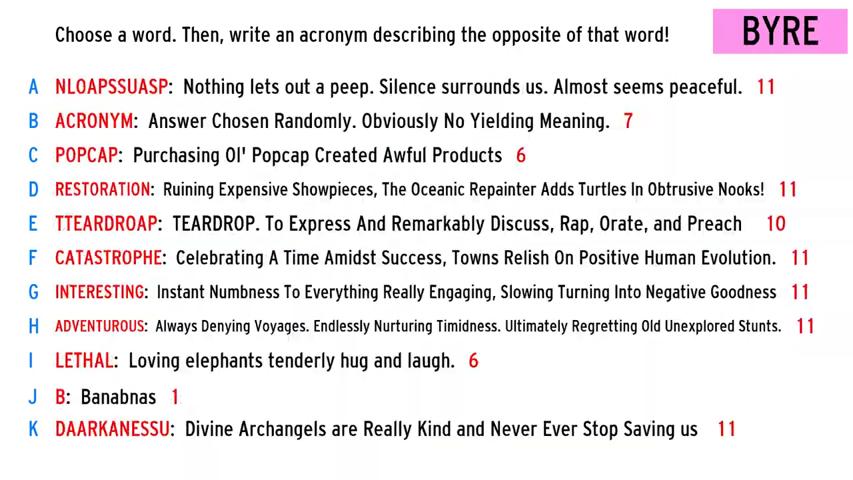 Choose a word. Then, write an acronym describing the opposite of that word!
BYRE
A NLOAPSSUASP: Nothing lets out a peep. Silence surrounds us. Almost seems peaceful. 11
B ACRONYM: Answer Chosen Randomly. Obviously No Yielding Meaning. 7
C POPCAP: Purchasing Ol' Popcap Created Awful Products 6
D RESTORATION: Ruining Expensive Showpieces, The Oceanic Repainter Adds Turtles In Obtrusive Nooks! 11
E TTEARDROAP: TEARDROP. To Express And Remarkably Discuss, Rap, Orate, and Preach 10
F CATASTROPHE: Celebrating A Time Amidst Success, Towns Relish On Positive Human Evolution. 11
G INTERESTING: Instant Numbness To Everything Really Engaging, Slowing Turning Into Negative Goodness 11
H ADVENTUROUS: Always Denying Voyages. Endlessly Nurturing Timidness. Ultimately Regretting Old Unexplored Stunts. 11
I LETHAL: Loving elephants tenderly hug and laugh. 6
J B: Banabnas 1
K DAARKANESSU: Divine Archangels are Really Kind and Never Ever Stop Saving us 11